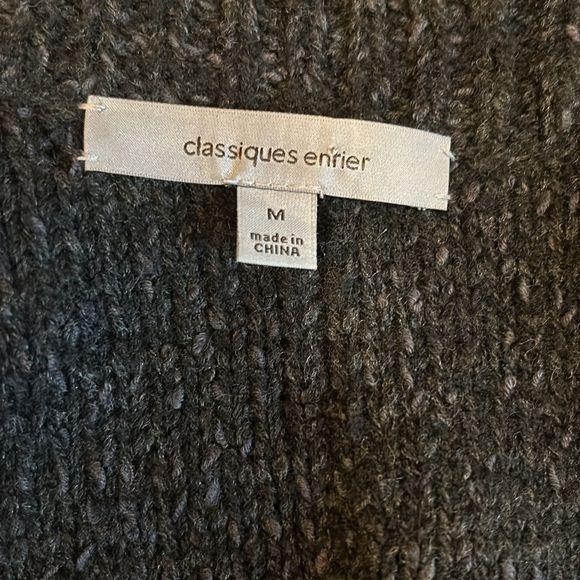 classiques entier
M
made in
CHINA